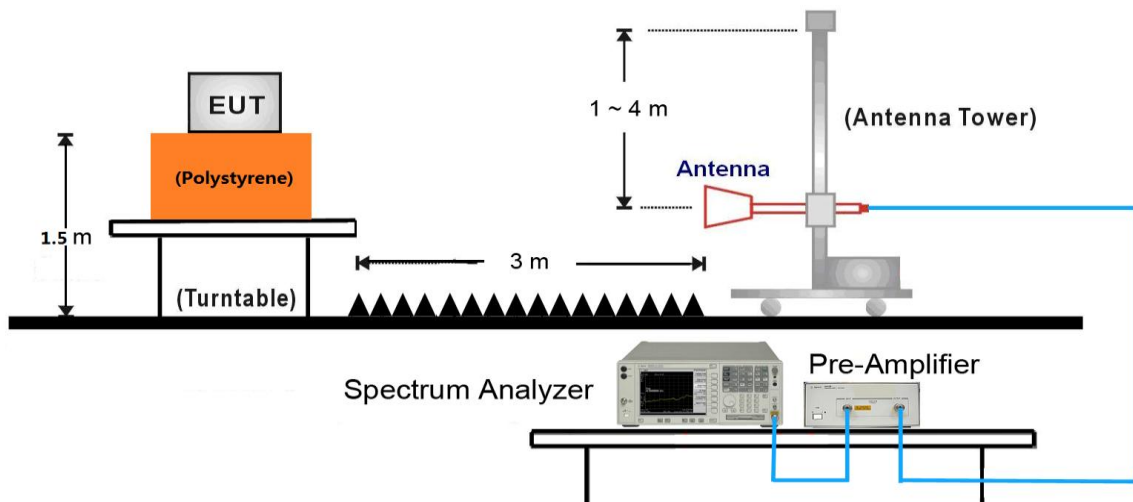 EUT
(Polystyrene)
1.5 m
(Turntable)
3 m
1 ~ 4 m
Antenna
(Antenna Tower)
Spectrum Analyzer
Pre-Amplifier